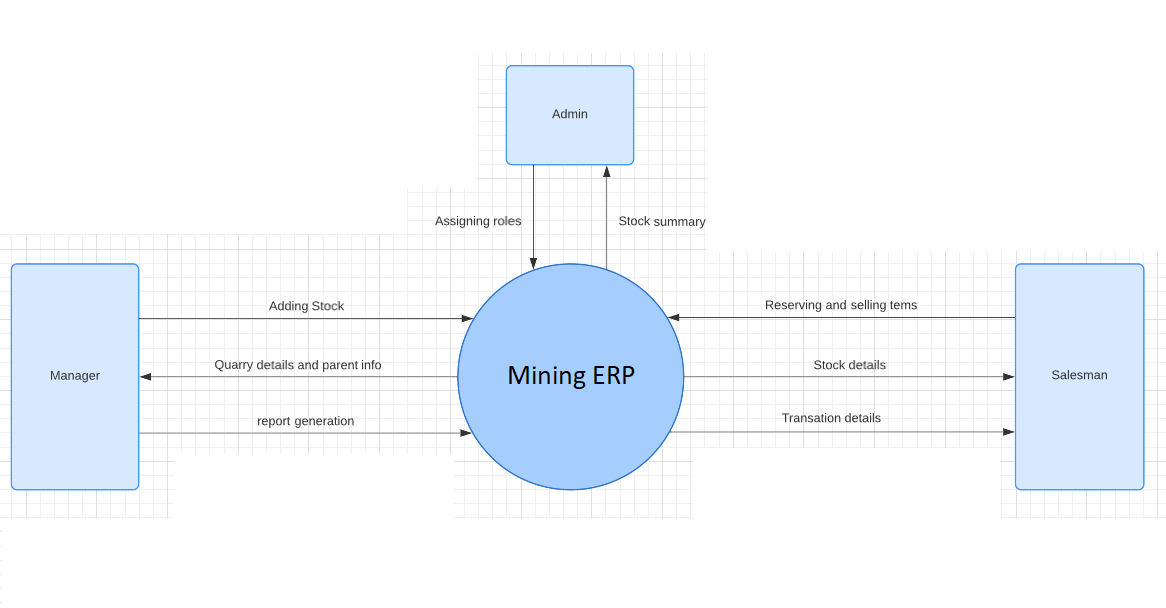 Admin
Assigning roles
Stock summary
Adding Stock
Reserving and selling tems
Quarry details and parent info
Stock details
Manager
Mining ERP
Salesman
report generation
Transation details